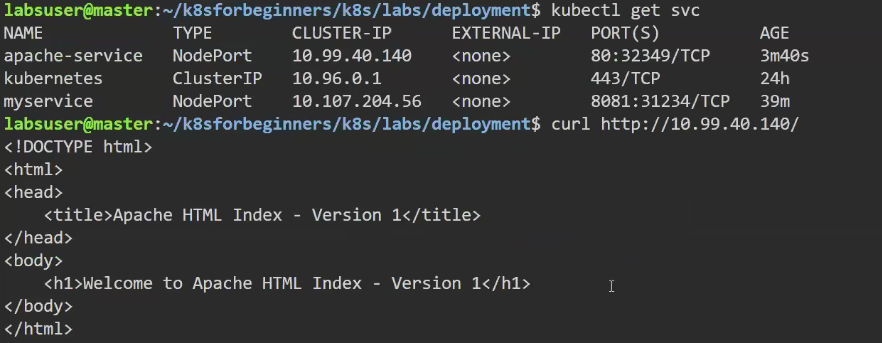 labsuser@master:~/k8sforbeginners/k8s/labs/deployment$ kubectl get svc
NAME TYPE CLUSTER-IP EXTERNAL-IP PORT(S) AGE
apache-service NodePort 10.99.40.140 <none> 80:32349/TCP 3m40s
kubernetes ClusterIP 10.96.0.1 <none> 443/TCP 24h
myservice NodePort 10.107.204.56 <none> 8081:31234/TCP 39m
labsuser@master:~/k8sforbeginners/k8s/labs/deployment$ curl http://10.99.40.140/
<!DOCTYPE html>
<html>
<head>
    <title>Apache HTML Index - Version 1</title>
</head>
<body>
    <h1>Welcome to Apache HTML Index - Version 1</h1>
</body>
</html>